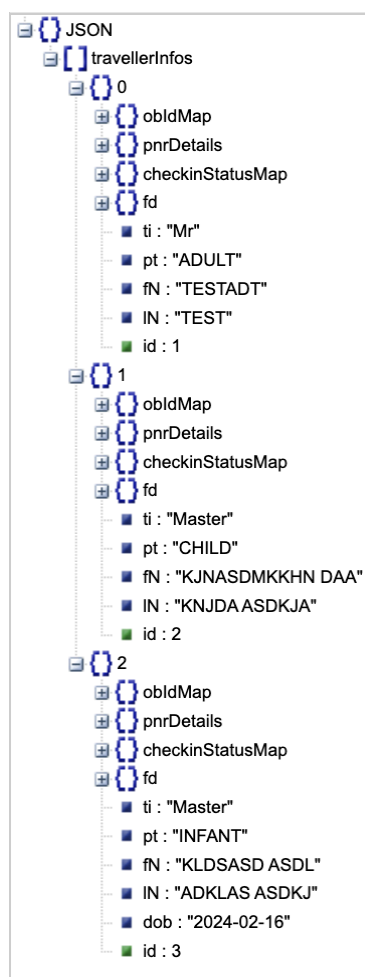 JSON
travellerInfos
0
obIdMap
pnrDetails
checkinStatusMap
fd
ti : "Mr"
pt : "ADULT"
fN : "TESTADT"
lN : "TEST"
id : 1
1
obIdMap
pnrDetails
checkinStatusMap
fd
ti : "Master"
pt : "CHILD"
fN : "KJNASDMKKHN DAA"
lN : "KNJDA ASDKJA"
id : 2
2
obIdMap
pnrDetails
checkinStatusMap
fd
ti : "Master"
pt : "INFANT"
fN : "KLDSASD ASDL"
lN : "ADKLAS ASDKJ"
dob : "2024-02-16"
id : 3